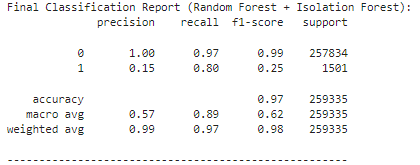 Final Classification Report (Random Forest + Isolation Forest):
precision recall f1-score support
0 1.00 0.97 0.99 257834
1 0.15 0.80 0.25 1501
accuracy 0.97 259335
macro avg 0.57 0.89 0.62 259335
weighted avg 0.99 0.97 0.98 259335
--------------------------------------------------